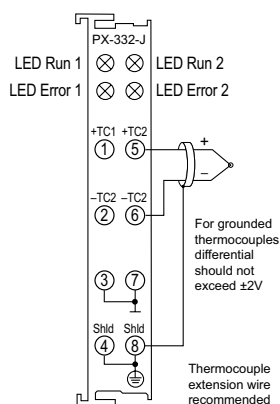 PX-332-J
LED Run 1 LED Run 2
LED Error 1 LED Error 2
+TC1 +TC2
1 5
+
–
–TC2 –TC2
2 6
For grounded
thermocouples
differential
should not
exceed ±2V
3 7
Shld Shld
4 8
Thermocouple
extension wire
recommended